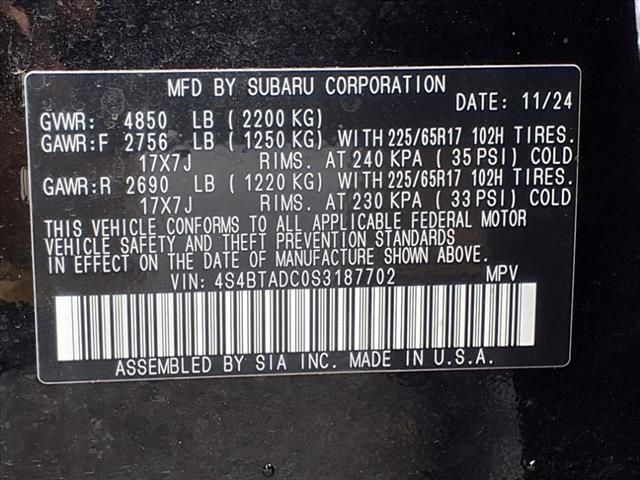 MFD BY SUBARU CORPORATION
DATE: 11/24
GVWR: 4850 LB (2200 KG)
GAWR:F 2756 LB (1250 KG) WITH 225/65R17 102H TIRES.
17X7J RIMS. AT 240 KPA (35 PSI) COLD
GAWR:R 2690 LB (1220 KG) WITH 225/65R17 102H TIRES.
17X7J RIMS. AT 230 KPA (33 PSI) COLD
THIS VEHICLE CONFORMS TO ALL APPLICABLE FEDERAL MOTOR
VEHICLE SAFETY AND THEFT PREVENTION STANDARDS
IN EFFECT ON THE DATE OF MANUFACTURE SHOWN ABOVE.
VIN: 4S4BTADC0S3187702 MPV
ASSEMBLED BY SIA INC. MADE IN U.S.A.